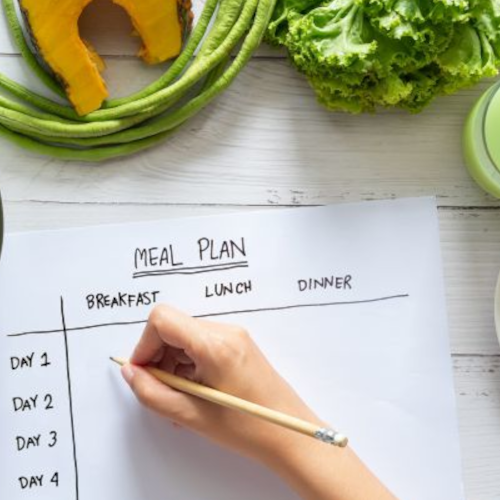 MEAL PLAN
BREAKFAST LUNCH DINNER
DAY 1
DAY 2
DAY 3
DAY 4